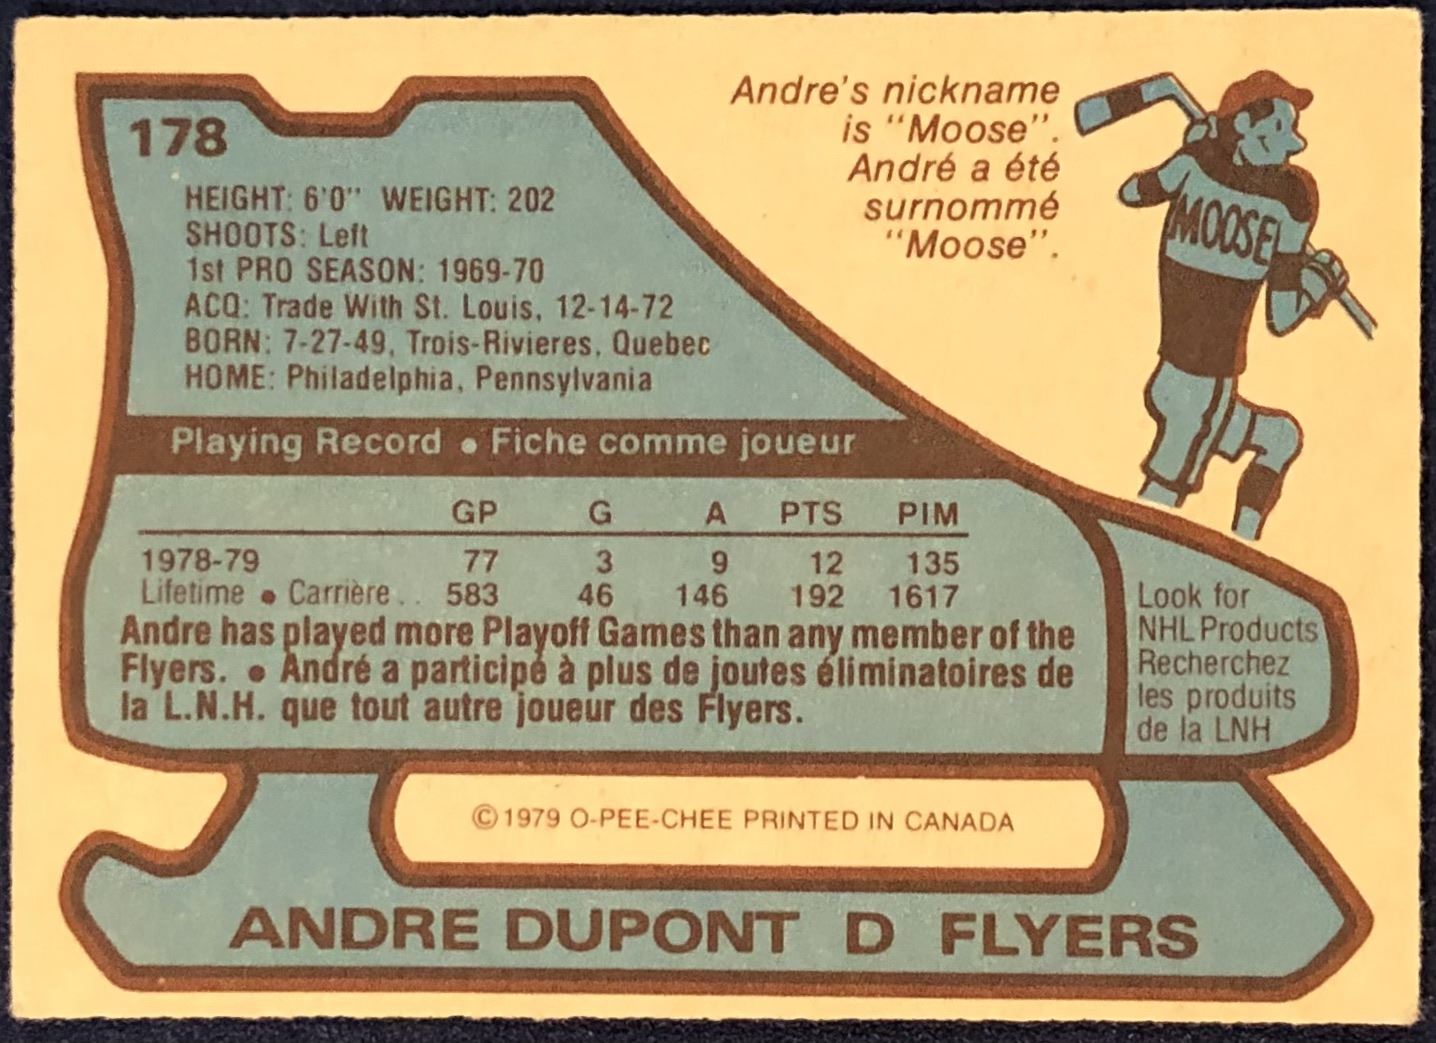 178
HEIGHT: 6'0" WEIGHT: 202
SHOOTS: Left
1st PRO SEASON: 1969-70
ACQ: Trade With St. Louis, 12-14-72
BORN: 7-27-49, Trois-Rivieres, Quebec
HOME: Philadelphia, Pennsylvania
Andre's nickname
is "Moose".
André a été
surnommé
"Moose".
MOOSE
Playing Record • Fiche comme joueur
GP G A PTS PIM
1978-79 77 3 9 12 135
Lifetime • Carrière .. 583 46 146 192 1617
Andre has played more Playoff Games than any member of the
Flyers. • André a participé à plus de joutes éliminatoires de
la L.N.H. que tout autre joueur des Flyers.
Look for
NHL Products
Recherchez
les produits
de la LNH
©1979 O-PEE-CHEE PRINTED IN CANADA
ANDRE DUPONT D FLYERS